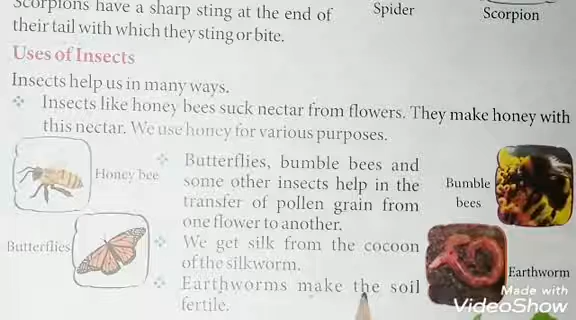 Scorpions have a sharp sting at the end of
their tail with which they sting or bite.
Spider
Scorpion
Uses of Insects
Insects help us in many ways.
❖ Insects like honey bees suck nectar from flowers. They make honey with
this nectar. We use honey for various purposes.
Honey bee
❖ Butterflies, bumble bees and
some other insects help in the
transfer of pollen grain from
one flower to another.
Bumble
bees
Butterflies
❖ We get silk from the cocoon
of the silkworm.
❖ Earthworms make the soil
fertile.
Earthworm
Made with
VideoShow